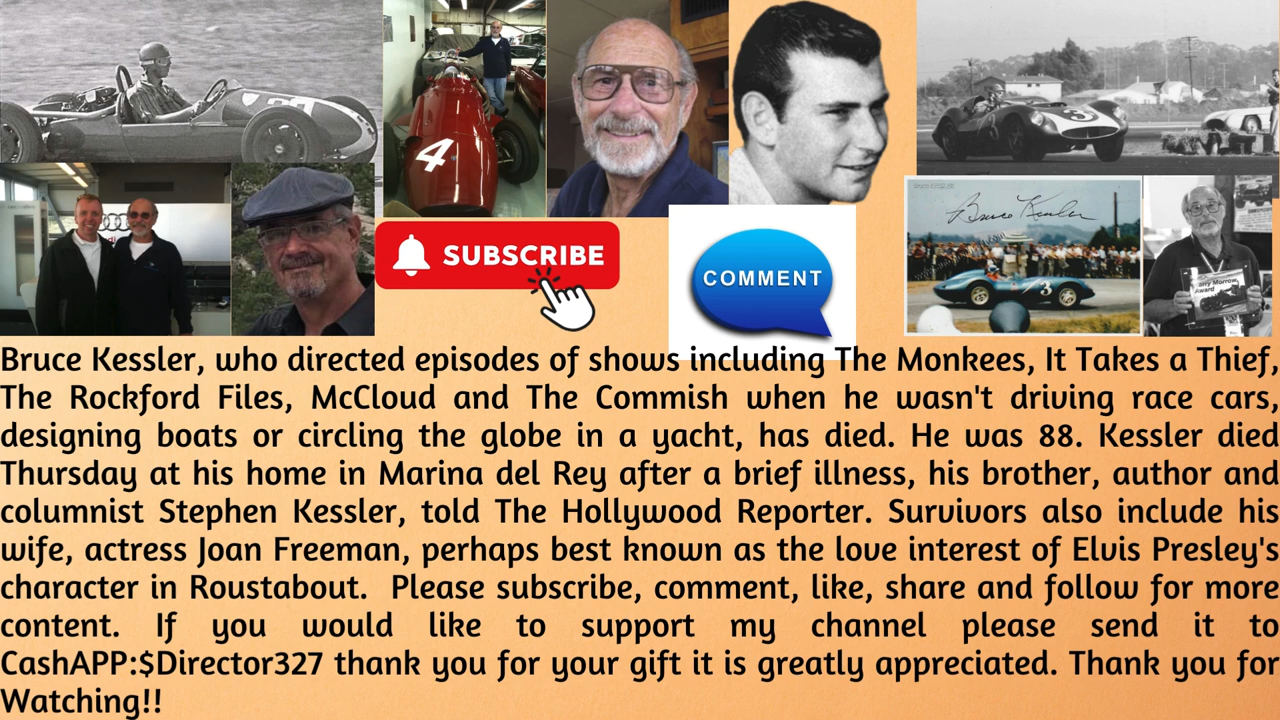 4
5
SUBSCRIBE
COMMENT
Bruce Kessler
3
Award
Bruce Kessler, who directed episodes of shows including The Monkees, It Takes a Thief,
The Rockford Files, McCloud and The Commish when he wasn't driving race cars,
designing boats or circling the globe in a yacht, has died. He was 88. Kessler died
Thursday at his home in Marina del Rey after a brief illness, his brother, author and
columnist Stephen Kessler, told The Hollywood Reporter. Survivors also include his
wife, actress Joan Freeman, perhaps best known as the love interest of Elvis Presley's
character in Roustabout. Please subscribe, comment, like, share and follow for more
content. If you would like to support my channel please send it to
CashAPP:$Director327 thank you for your gift it is greatly appreciated. Thank you for
Watching!!